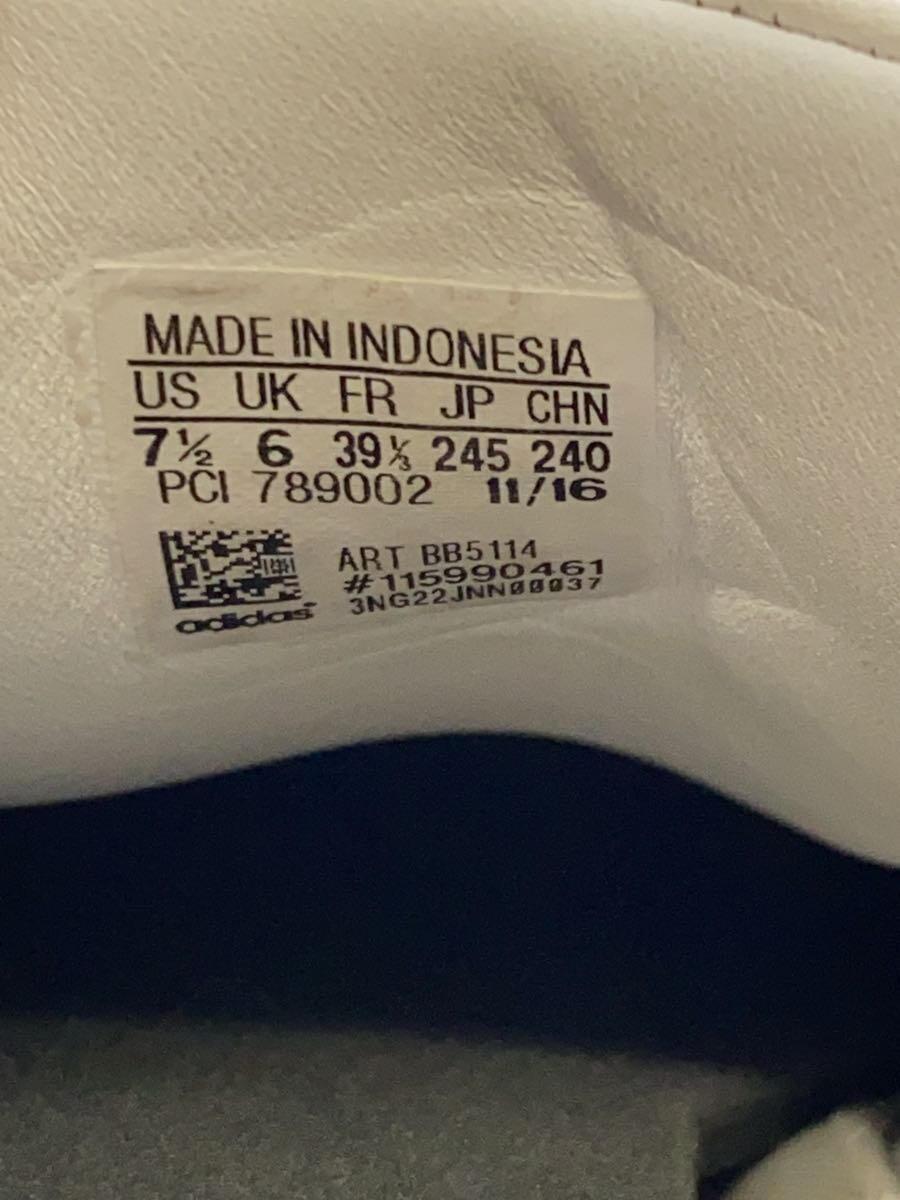 MADE IN INDONESIA
US UK FR JP CHN
7½ 6 39⅓ 245 240
PCI 789002 11/16
ART BB5114
#115990461
3NG22JNN00037
adidas